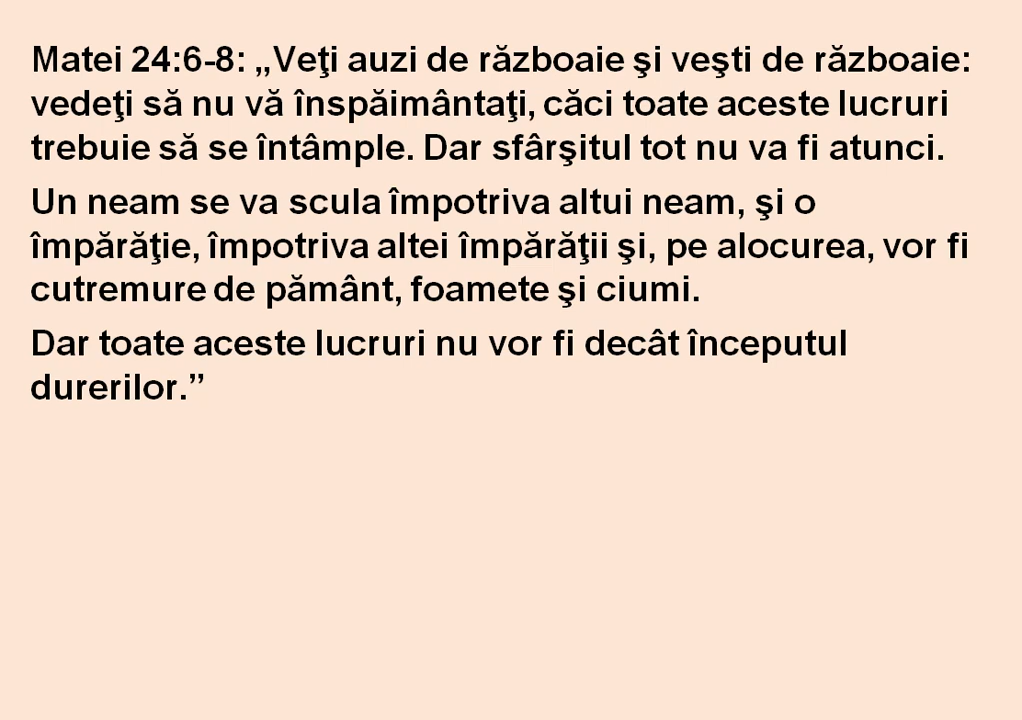 Matei 24:6-8: „Veţi auzi de războaie şi veşti de războaie:
vedeţi să nu vă înspăimântaţi, căci toate aceste lucruri
trebuie să se întâmple. Dar sfârşitul tot nu va fi atunci.
Un neam se va scula împotriva altui neam, şi o
împărăţie, împotriva altei împărăţii şi, pe alocurea, vor fi
cutremure de pământ, foamete şi ciumi.
Dar toate aceste lucruri nu vor fi decât începutul
durerilor.”